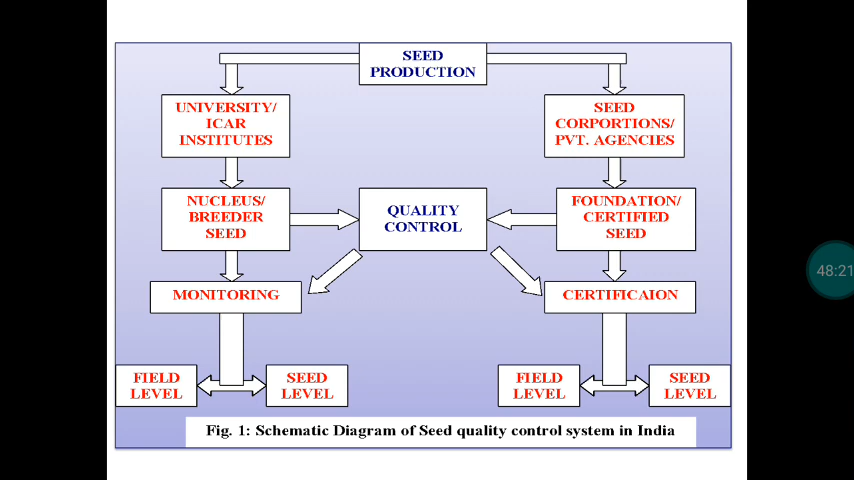 SEED
PRODUCTION
UNIVERSITY/
ICAR
INSTITUTES
SEED
CORPORTIONS/
PVT. AGENCIES
NUCLEUS/
BREEDER
SEED
QUALITY
CONTROL
FOUNDATION/
CERTIFIED
SEED
MONITORING
CERTIFICAION
FIELD
LEVEL
SEED
LEVEL
FIELD
LEVEL
SEED
LEVEL
Fig. 1: Schematic Diagram of Seed quality control system in India
48:21